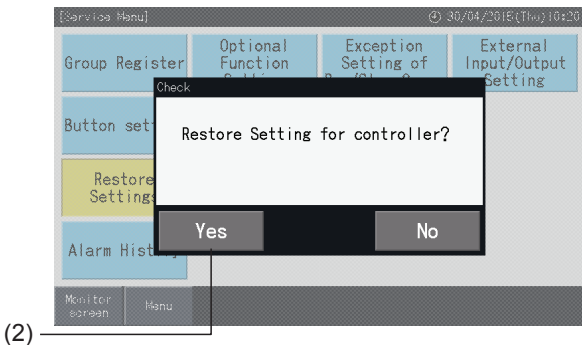 [Service Menu]
30/04/2015(Thu)10:20
Group Register
Optional
Function
Exception
Setting of
External
Input/Output
Setting
Check
Button set
Restore Setting for controller?
Restore
Settings
Yes
No
Alarm Hist
Monitor
screen
Menu
(2)